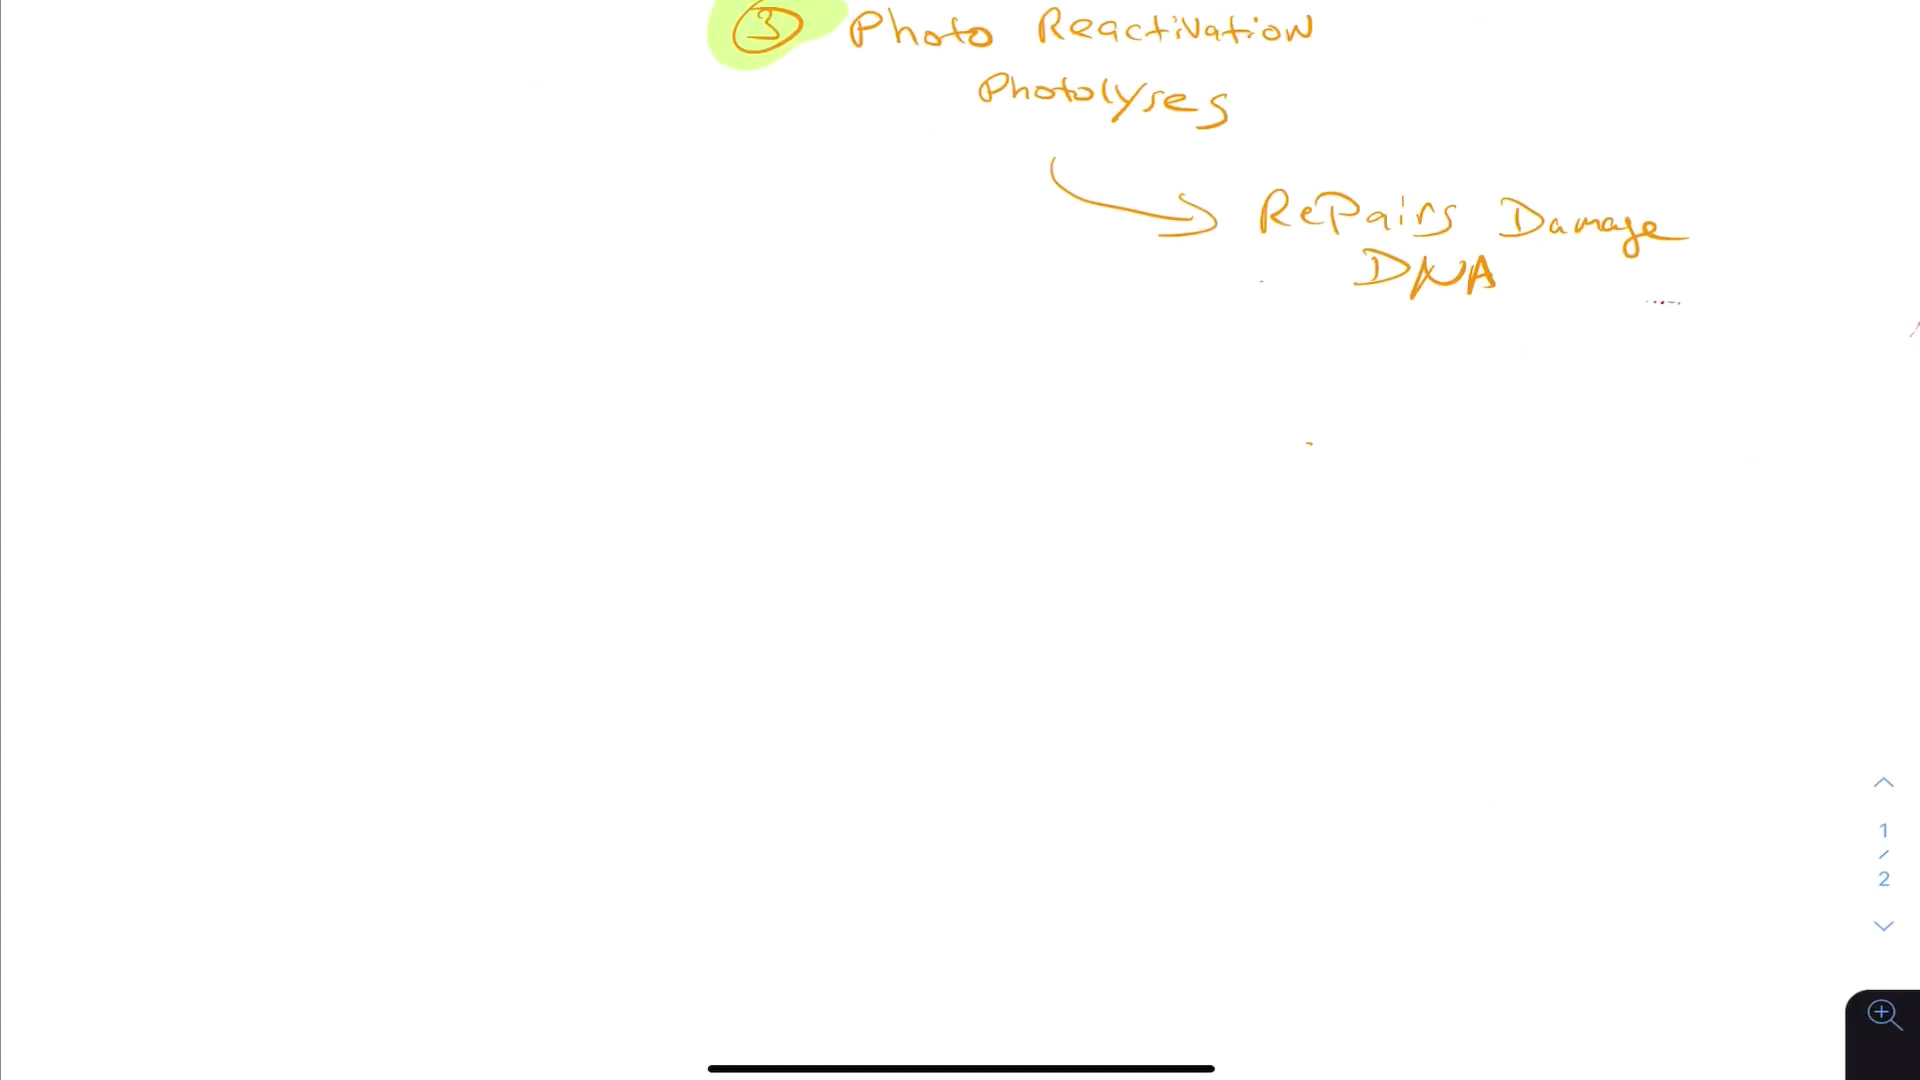 3 Photo Reactivation
Photolyses
Repairs Damage
DNA
1
/
2